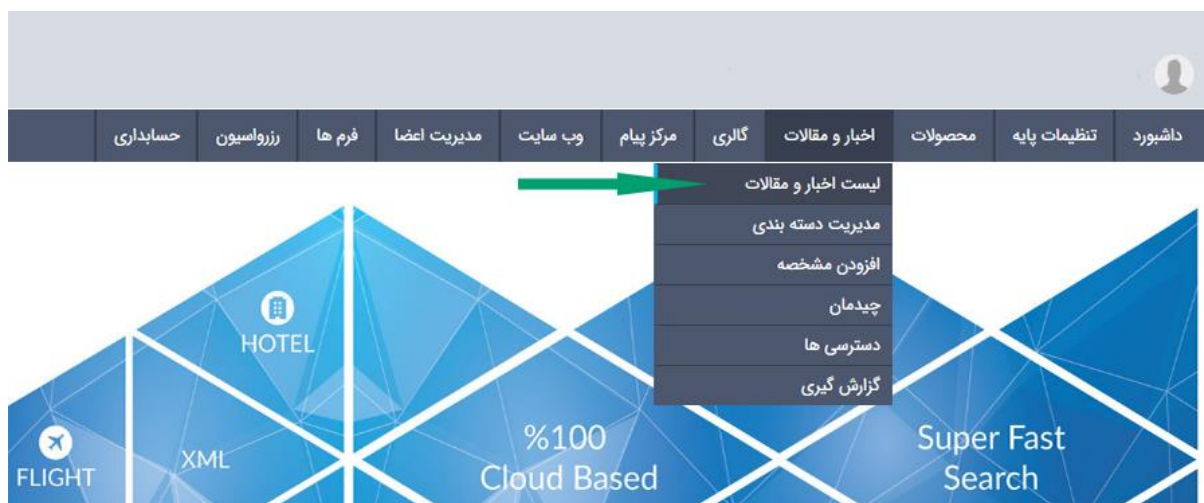 داشبورد تنظیمات پایه محصولات اخبار و مقالات گالری مرکز پیام وب سایت مدیریت اعضا فرم ها رزرواسیون حسابداری
لیست اخبار و مقالات
مدیریت دسته بندی
افزودن مشخصه
چیدمان
دسترسی ها
گزارش گیری
HOTEL
FLIGHT
XML
%100
Cloud Based
Super Fast
Search